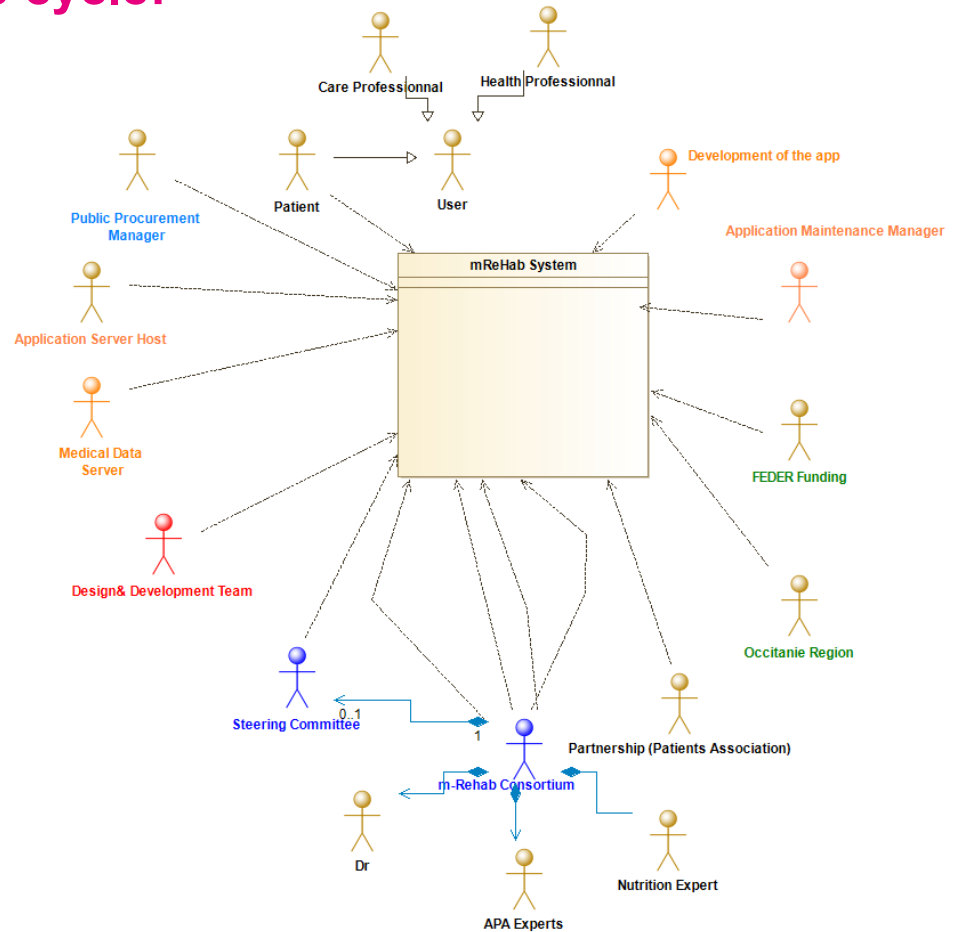 cycle.
Care Professionnal
Health Professionnal
Patient
User
Development of the app
Public Procurement
Manager
Application Maintenance Manager
mReHab System
Application Server Host
Medical Data
Server
FEDER Funding
Design& Development Team
Occitanie Region
Steering Committee
0..1
1
Partnership (Patients Association)
m-Rehab Consortium
Dr
Nutrition Expert
APA Experts